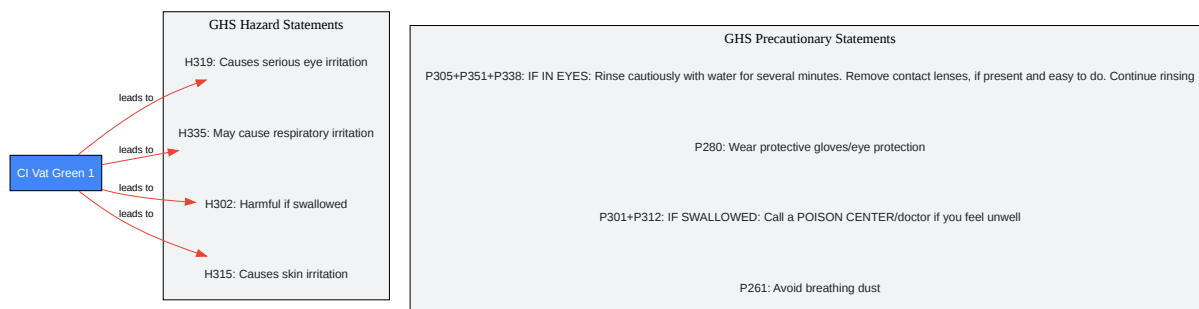 GHS Hazard Statements
H319: Causes serious eye irritation
leads to
H335: May cause respiratory irritation
leads to
CI Vat Green 1
leads to
H302: Harmful if swallowed
leads to
H315: Causes skin irritation
GHS Precautionary Statements
P305+P351+P338: IF IN EYES: Rinse cautiously with water for several minutes. Remove contact lenses, if present and easy to do. Continue rinsing
P280: Wear protective gloves/eye protection
P301+P312: IF SWALLOWED: Call a POISON CENTER/doctor if you feel unwell
P261: Avoid breathing dust